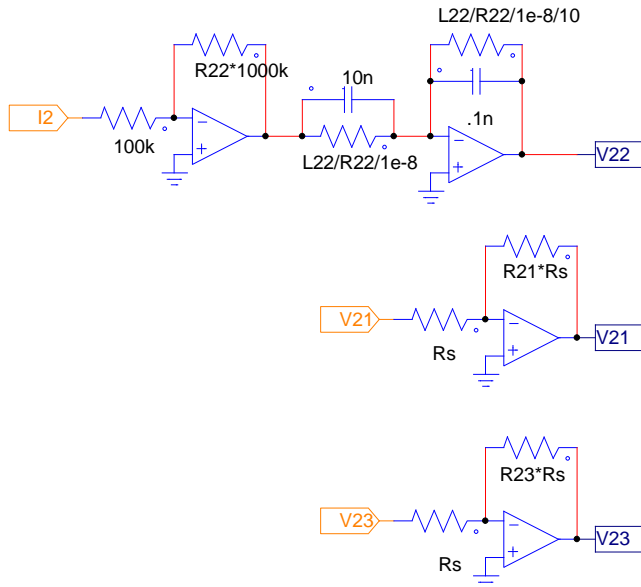 L22/R22/1e-8/10
R22*1000k
10n
I2
100k
L22/R22/1e-8
.1n
V22
R21*Rs
V21
Rs
V21
R23*Rs
V23
Rs
V23